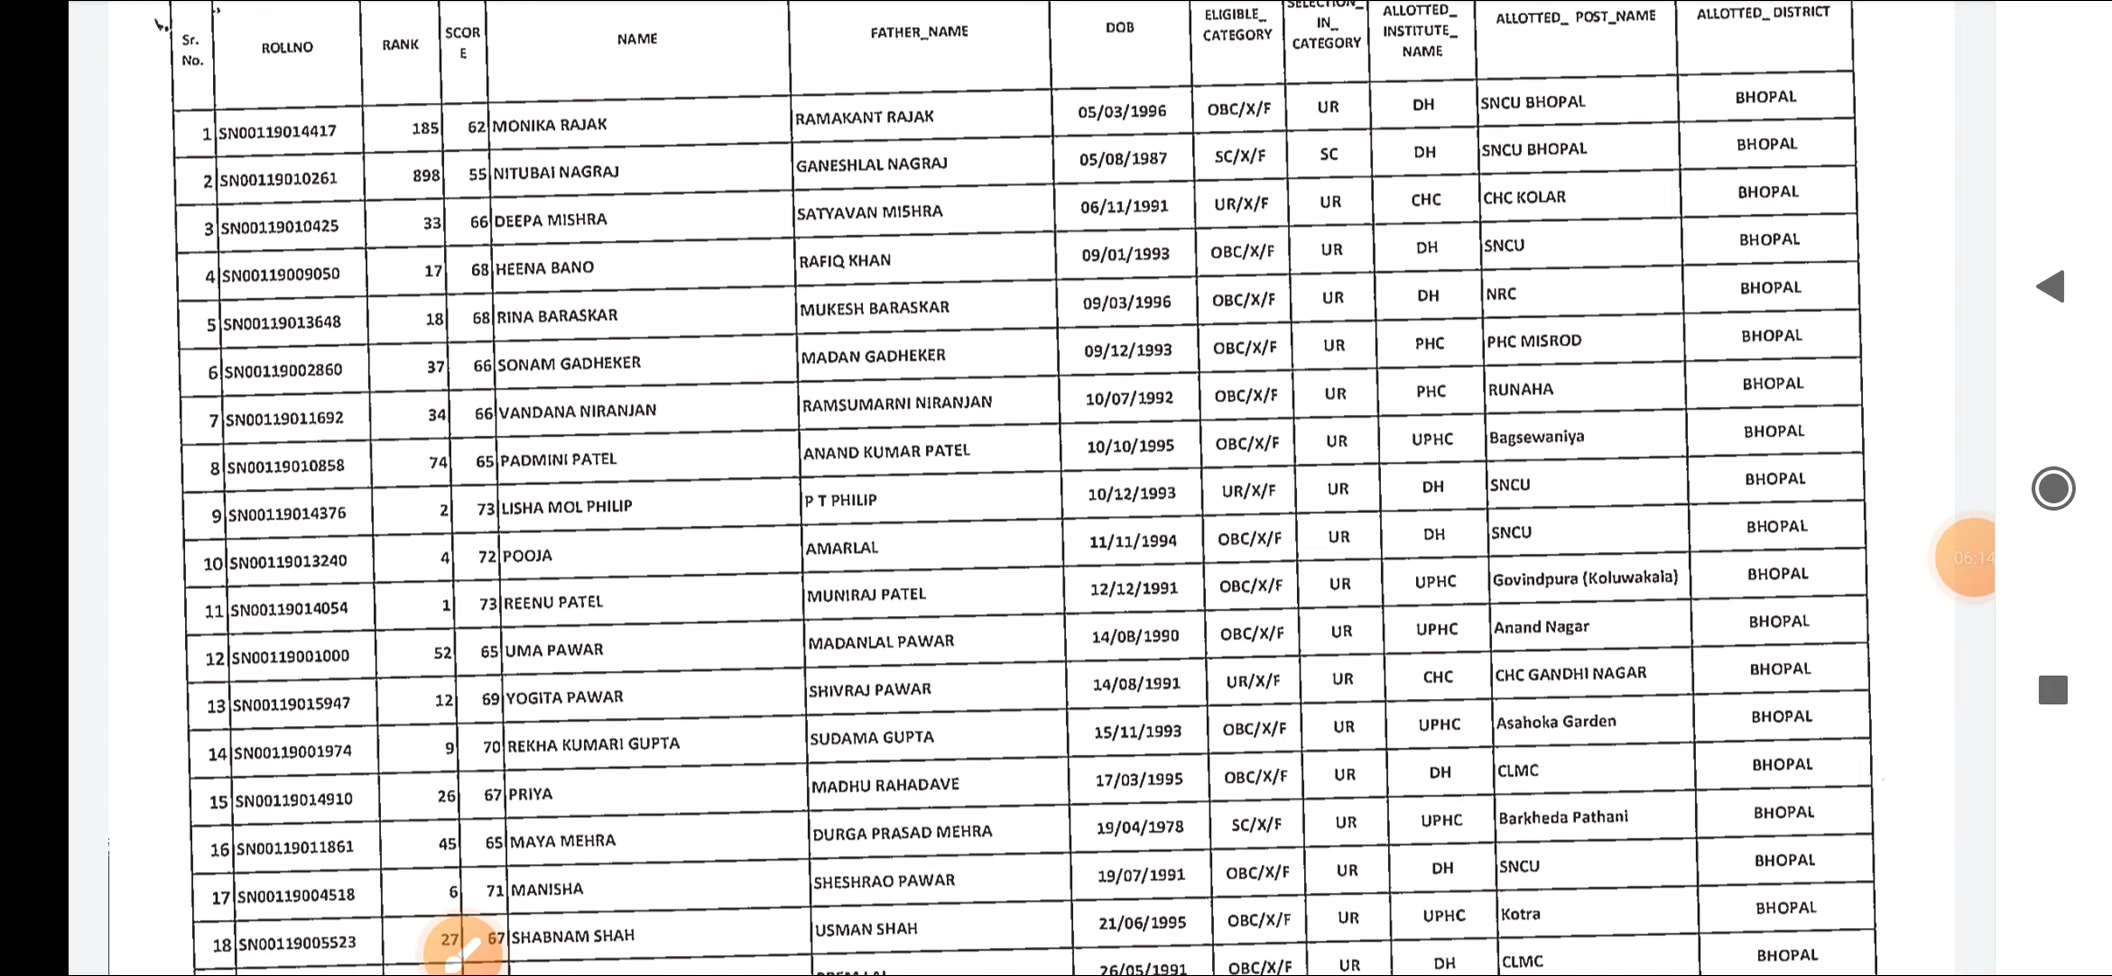 Sr. No. ROLLNO RANK SCORE NAME FATHER_NAME DOB ELIGIBLE_ CATEGORY SELECTION_ IN_ CATEGORY ALLOTTED_ INSTITUTE_ NAME ALLOTTED_ POST_NAME ALLOTTED_ DISTRICT
1 SN00119014417 185 62 MONIKA RAJAK RAMAKANT RAJAK 05/03/1996 OBC/X/F UR DH SNCU BHOPAL BHOPAL
2 SN00119010261 898 55 NITUBAI NAGRAJ GANESHLAL NAGRAJ 05/08/1987 SC/X/F SC DH SNCU BHOPAL BHOPAL
3 SN00119010425 33 66 DEEPA MISHRA SATYAVAN MISHRA 06/11/1991 UR/X/F UR CHC CHC KOLAR BHOPAL
4 SN00119009050 17 68 HEENA BANO RAFIQ KHAN 09/01/1993 OBC/X/F UR DH SNCU BHOPAL
5 SN00119013648 18 68 RINA BARASKAR MUKESH BARASKAR 09/03/1996 OBC/X/F UR DH NRC BHOPAL
6 SN00119002860 37 66 SONAM GADHEKER MADAN GADHEKER 09/12/1993 OBC/X/F UR PHC PHC MISROD BHOPAL
7 SN00119011692 34 66 VANDANA NIRANJAN RAMSUMARNI NIRANJAN 10/07/1992 OBC/X/F UR PHC RUNAHA BHOPAL
8 SN00119010858 74 65 PADMINI PATEL ANAND KUMAR PATEL 10/10/1995 OBC/X/F UR UPHC Bagsewaniya BHOPAL
9 SN00119014376 2 73 LISHA MOL PHILIP P T PHILIP 10/12/1993 UR/X/F UR DH SNCU BHOPAL
10 SN00119013240 4 72 POOJA AMARLAL 11/11/1994 OBC/X/F UR DH SNCU BHOPAL
11 SN00119014054 1 73 REENU PATEL MUNIRAJ PATEL 12/12/1991 OBC/X/F UR UPHC Govindpura (Koluwakala) BHOPAL
12 SN00119001000 52 65 UMA PAWAR MADANLAL PAWAR 14/08/1990 OBC/X/F UR UPHC Anand Nagar BHOPAL
13 SN00119015947 12 69 YOGITA PAWAR SHIVRAJ PAWAR 14/08/1991 UR/X/F UR CHC CHC GANDHI NAGAR BHOPAL
14 SN00119001974 9 70 REKHA KUMARI GUPTA SUDAMA GUPTA 15/11/1993 OBC/X/F UR UPHC Asahoka Garden BHOPAL
15 SN00119014910 26 67 PRIYA MADHU RAHADAVE 17/03/1995 OBC/X/F UR DH CLMC BHOPAL
16 SN00119011861 45 65 MAYA MEHRA DURGA PRASAD MEHRA 19/04/1978 SC/X/F UR UPHC Barkheda Pathani BHOPAL
17 SN00119004518 6 71 MANISHA SHESHRAO PAWAR 19/07/1991 OBC/X/F UR DH SNCU BHOPAL
18 SN00119005523 27 67 SHABNAM SHAH USMAN SHAH 21/06/1995 OBC/X/F UR UPHC Kotra BHOPAL
26/05/1991 OBC/X/F UR DH CLMC BHOPAL
06:14